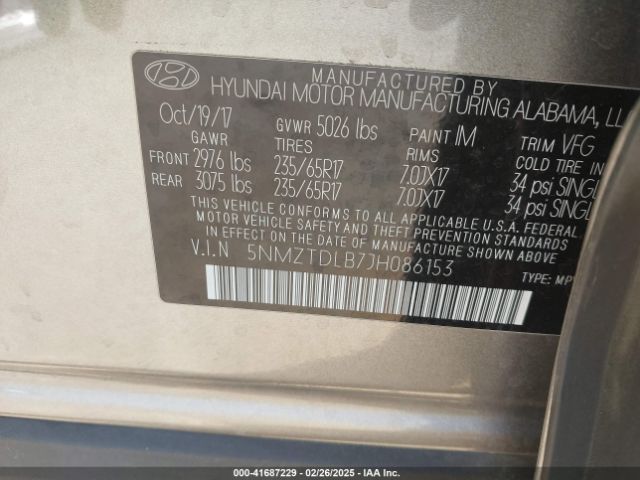 MANUFACTURED BY
HYUNDAI MOTOR MANUFACTURING ALABAMA, LL
Oct/19/17 GVWR 5026 lbs PAINT IM TRIM VFG
GAWR TIRES RIMS COLD TIRE IN
FRONT 2976 lbs 235/65R17 7.0JX17 34 psi SINGL
REAR 3075 lbs 235/65R17 7.0JX17 34 psi SINGL
THIS VEHICLE CONFORMS TO ALL APPLICABLE U.S. FEDERAL
MOTOR VEHICLE SAFETY AND THEFT PREVENTION STANDARDS
IN EFFECT ON THE DATE OF MANUFACTURE SHOWN ABOVE.
V.I.N 5NMZTDLB7JH086153
TYPE: MP
000-41687229 - 02/26/2025 - IAA Inc.